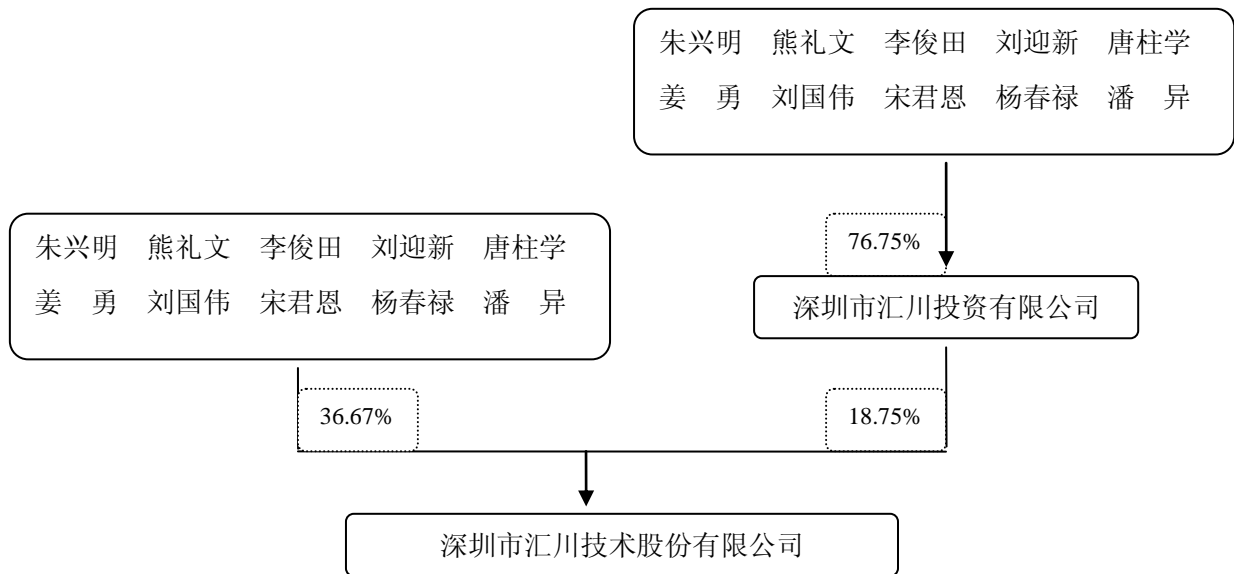 朱兴明 熊礼文 李俊田 刘迎新 唐柱学
姜 勇 刘国伟 宋君恩 杨春禄 潘 异
76.75%
朱兴明 熊礼文 李俊田 刘迎新 唐柱学
姜 勇 刘国伟 宋君恩 杨春禄 潘 异
深圳市汇川投资有限公司
36.67%
18.75%
深圳市汇川技术股份有限公司